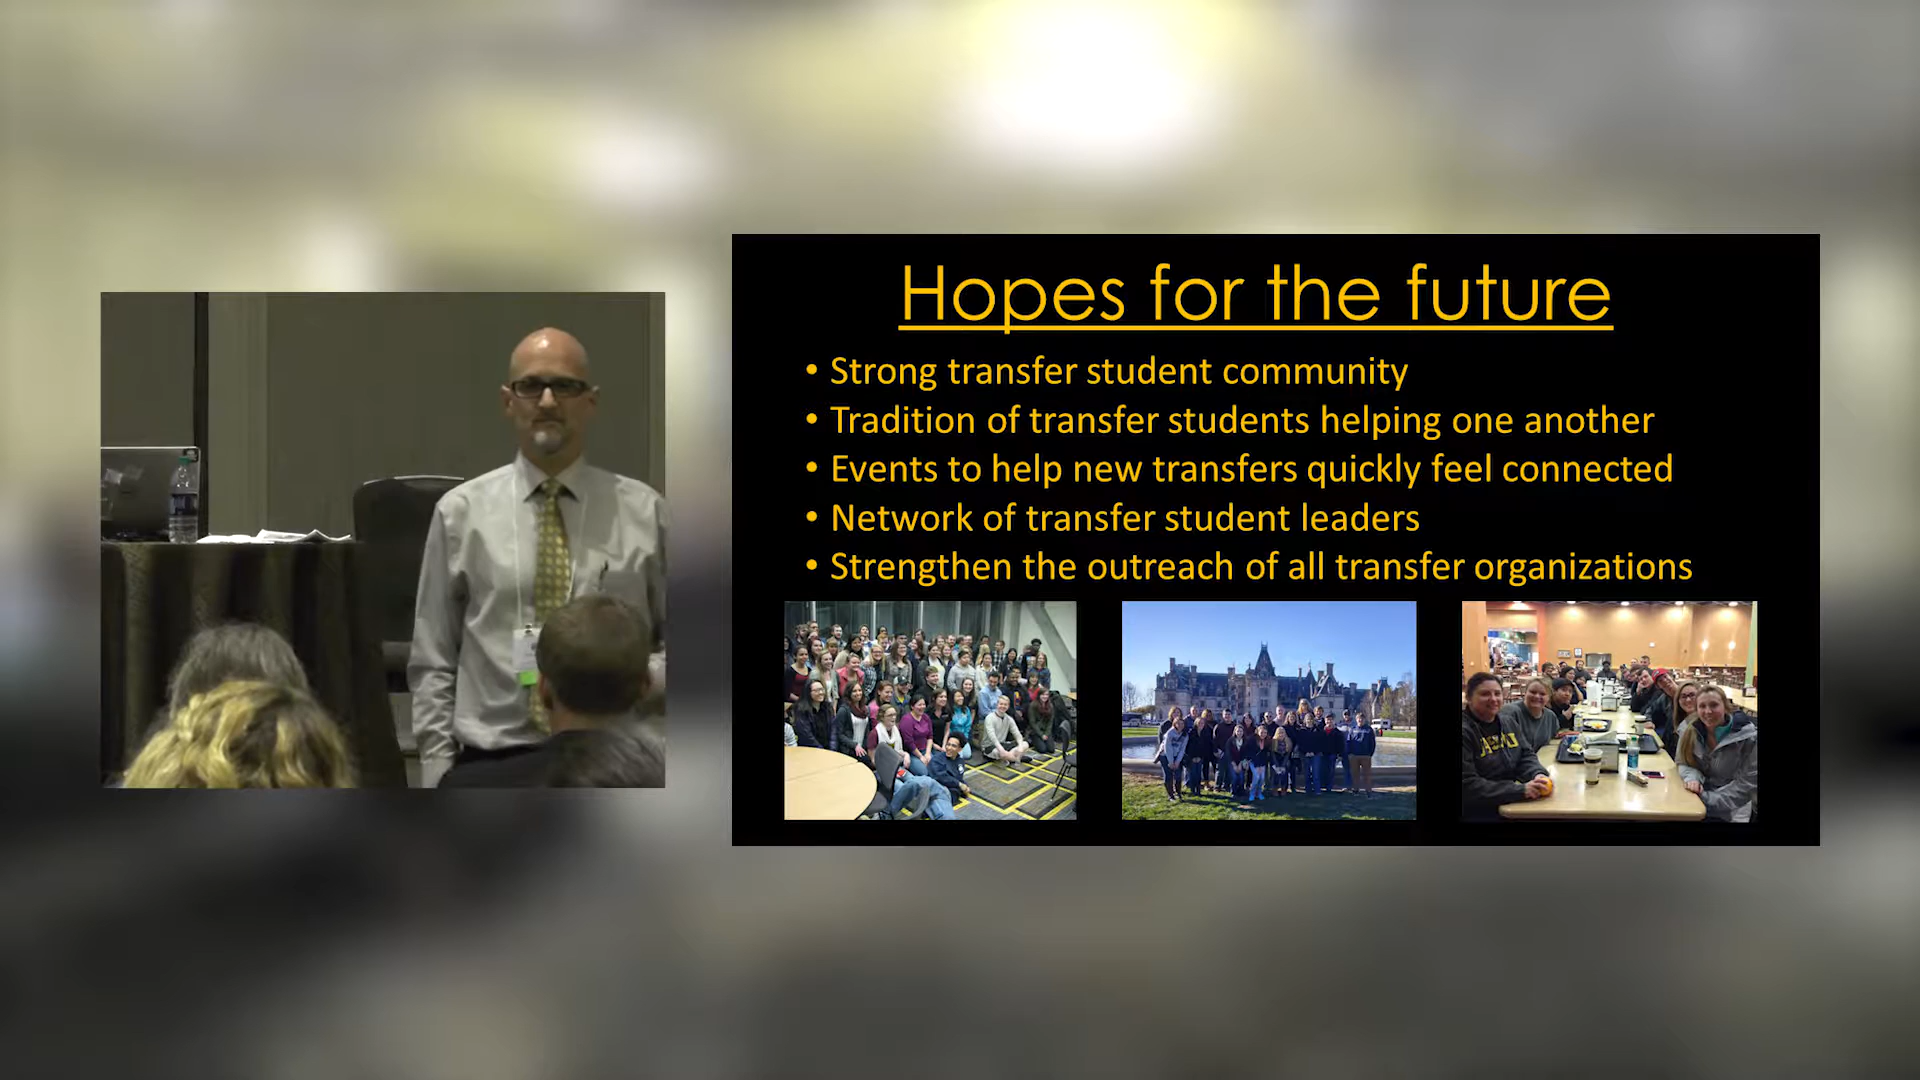 Hopes for the future
• Strong transfer student community
• Tradition of transfer students helping one another
• Events to help new transfers quickly feel connected
• Network of transfer student leaders
• Strengthen the outreach of all transfer organizations